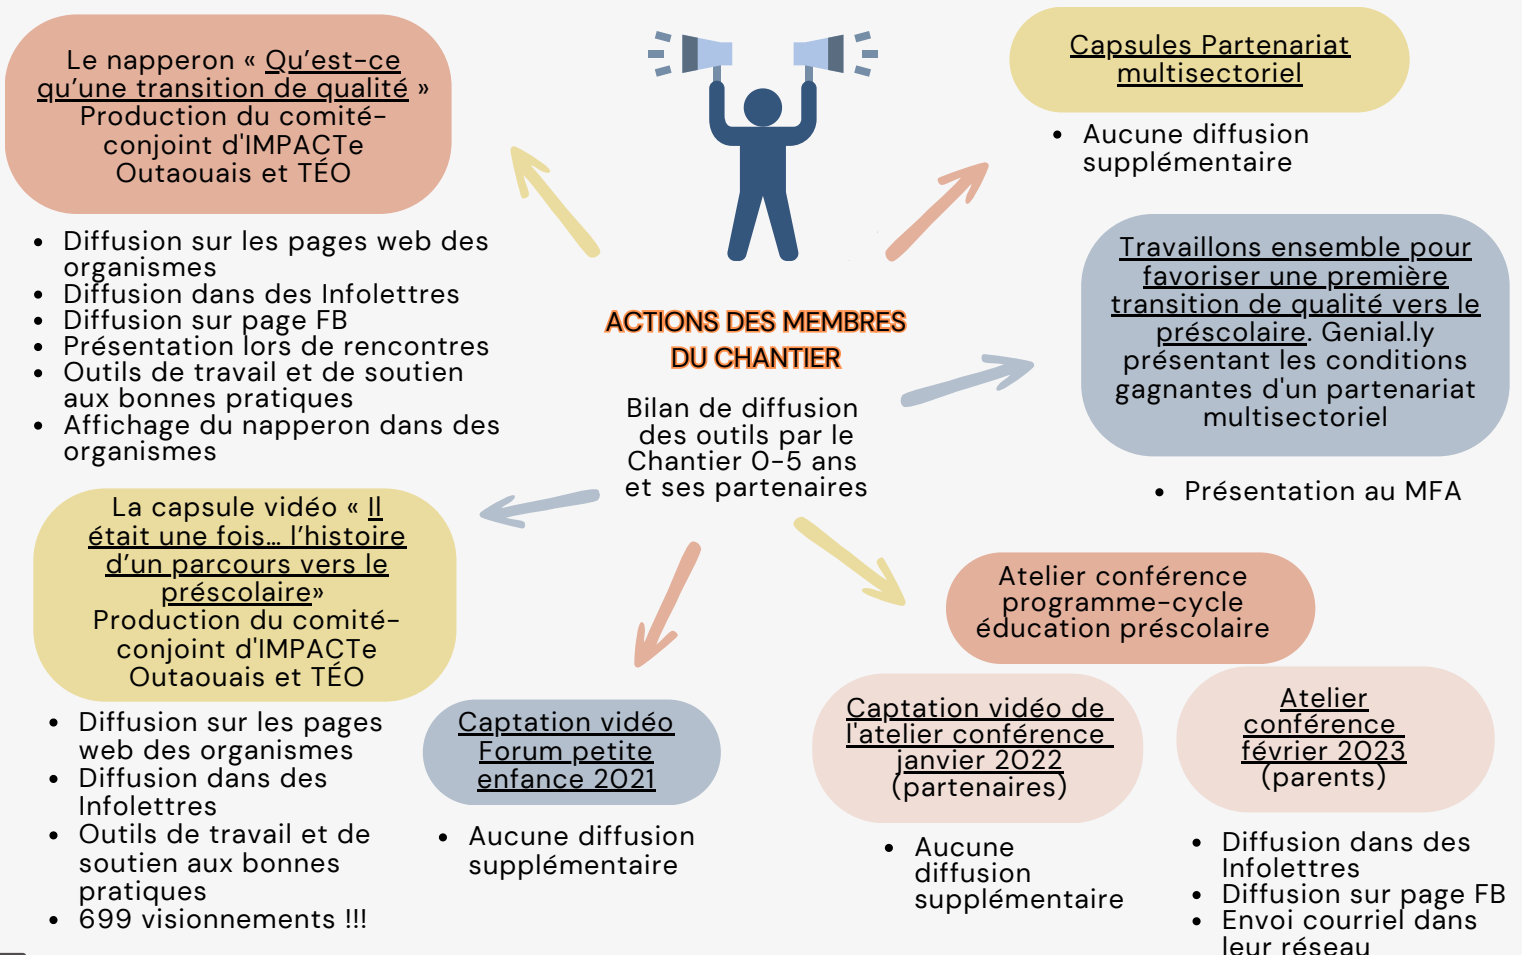 Le napperon « Qu'est-ce
qu'une transition de qualité »
Production du comité-
conjoint d'IMPACTe
Outaouais et TÉO
• Diffusion sur les pages web des
organismes
• Diffusion dans des Infolettres
• Diffusion sur page FB
• Présentation lors de rencontres
• Outils de travail et de soutien
aux bonnes pratiques
• Affichage du napperon dans des
organismes
La capsule vidéo « Il
était une fois... l'histoire
d'un parcours vers le
préscolaire»
Production du comité-
conjoint d'IMPACTe
Outaouais et TÉO
• Diffusion sur les pages
web des organismes
• Diffusion dans des
Infolettres
• Outils de travail et de
soutien aux bonnes
pratiques
• 699 visionnements !!!
ACTIONS DES MEMBRES
DU CHANTIER
Bilan de diffusion
des outils par le
Chantier 0-5 ans
et ses partenaires
Captation vidéo
Forum petite
enfance 2021
• Aucune diffusion
supplémentaire
Capsules Partenariat
multisectoriel
• Aucune diffusion
supplémentaire
Travaillons ensemble pour
favoriser une première
transition de qualité vers le
préscolaire. Genial.ly
présentant les conditions
gagnantes d'un partenariat
multisectoriel
• Présentation au MFA
Atelier conférence
programme-cycle
éducation préscolaire
Captation vidéo de
l'atelier conférence
janvier 2022
(partenaires)
• Aucune
diffusion
supplémentaire
Atelier
conférence
février 2023
(parents)
• Diffusion dans des
Infolettres
• Diffusion sur page FB
• Envoi courriel dans
leur réseau